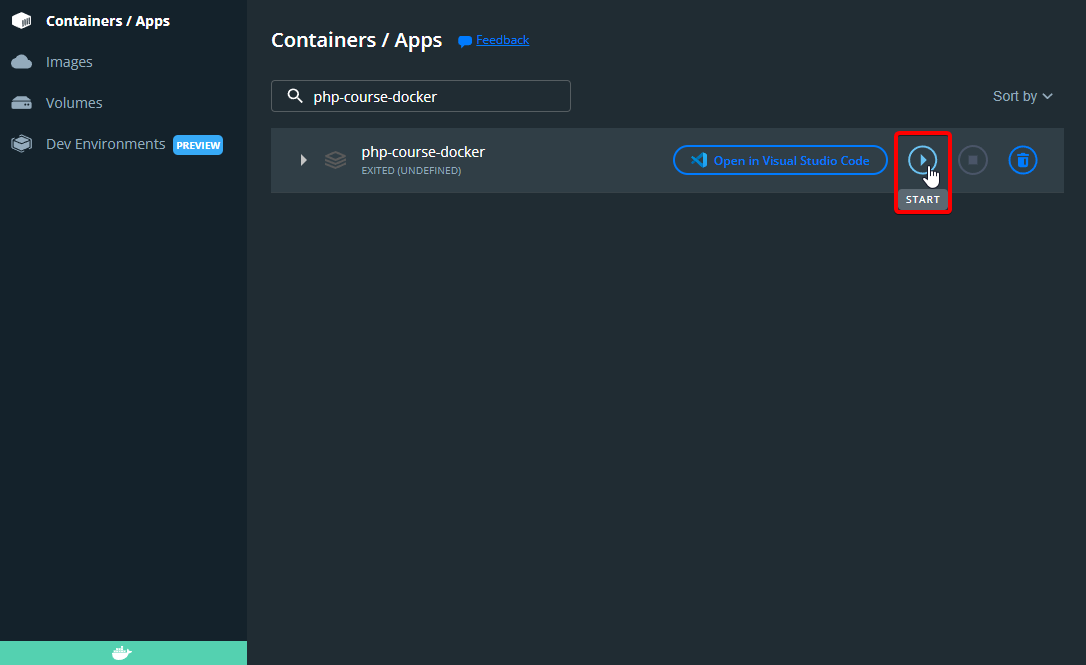 Containers / Apps
Images
Volumes
Dev Environments PREVIEW
Containers / Apps Feedback
php-course-docker
Sort by
php-course-docker
EXITED (UNDEFINED)
Open in Visual Studio Code
START